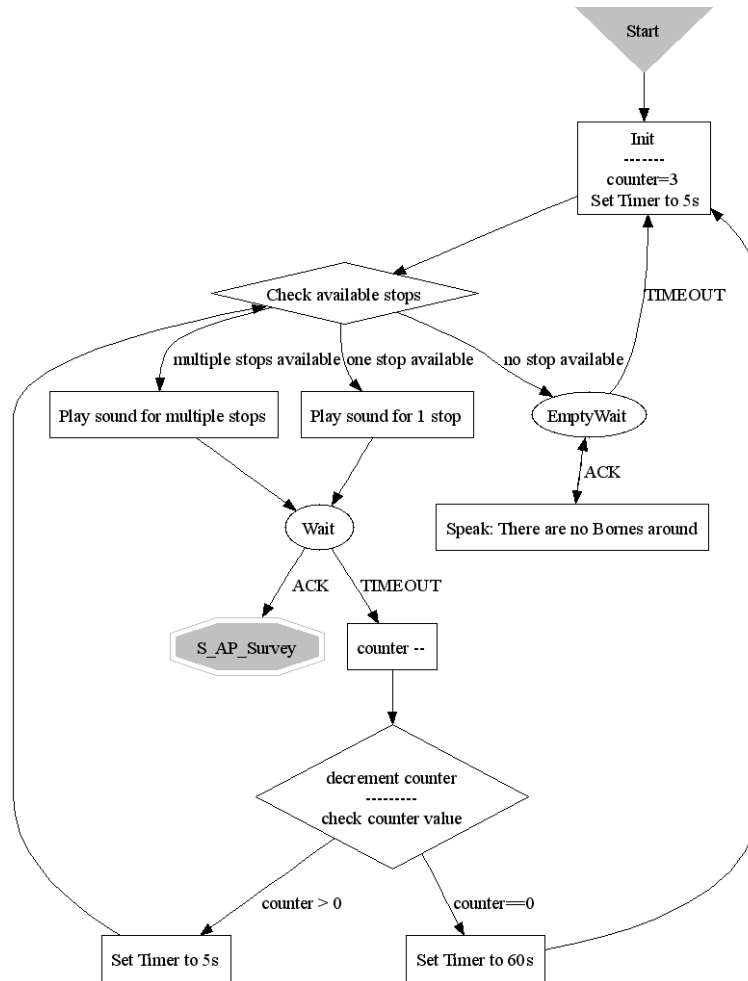 Start
Init
-------
counter=3
Set Timer to 5s
Check available stops
TIMEOUT
multiple stops available
one stop available
no stop available
Play sound for multiple stops
Play sound for 1 stop
EmptyWait
ACK
Wait
Speak: There are no Bornes around
ACK
TIMEOUT
S_AP_Survey
counter --
decrement counter
---------
check counter value
counter > 0
counter==0
Set Timer to 5s
Set Timer to 60s